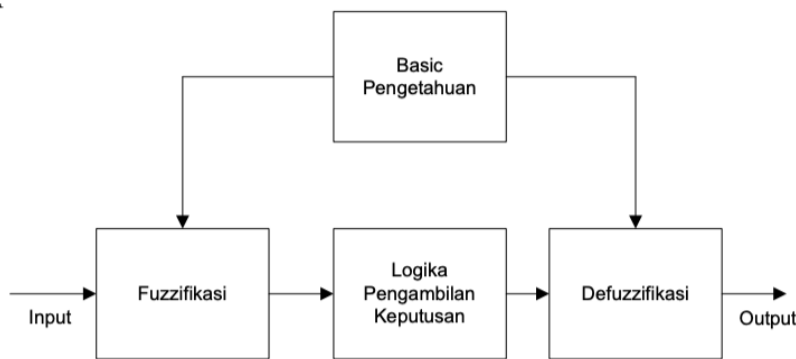 Basic
Pengetahuan
Fuzzifikasi
Logika
Pengambilan
Keputusan
Defuzzifikasi
Input
Output